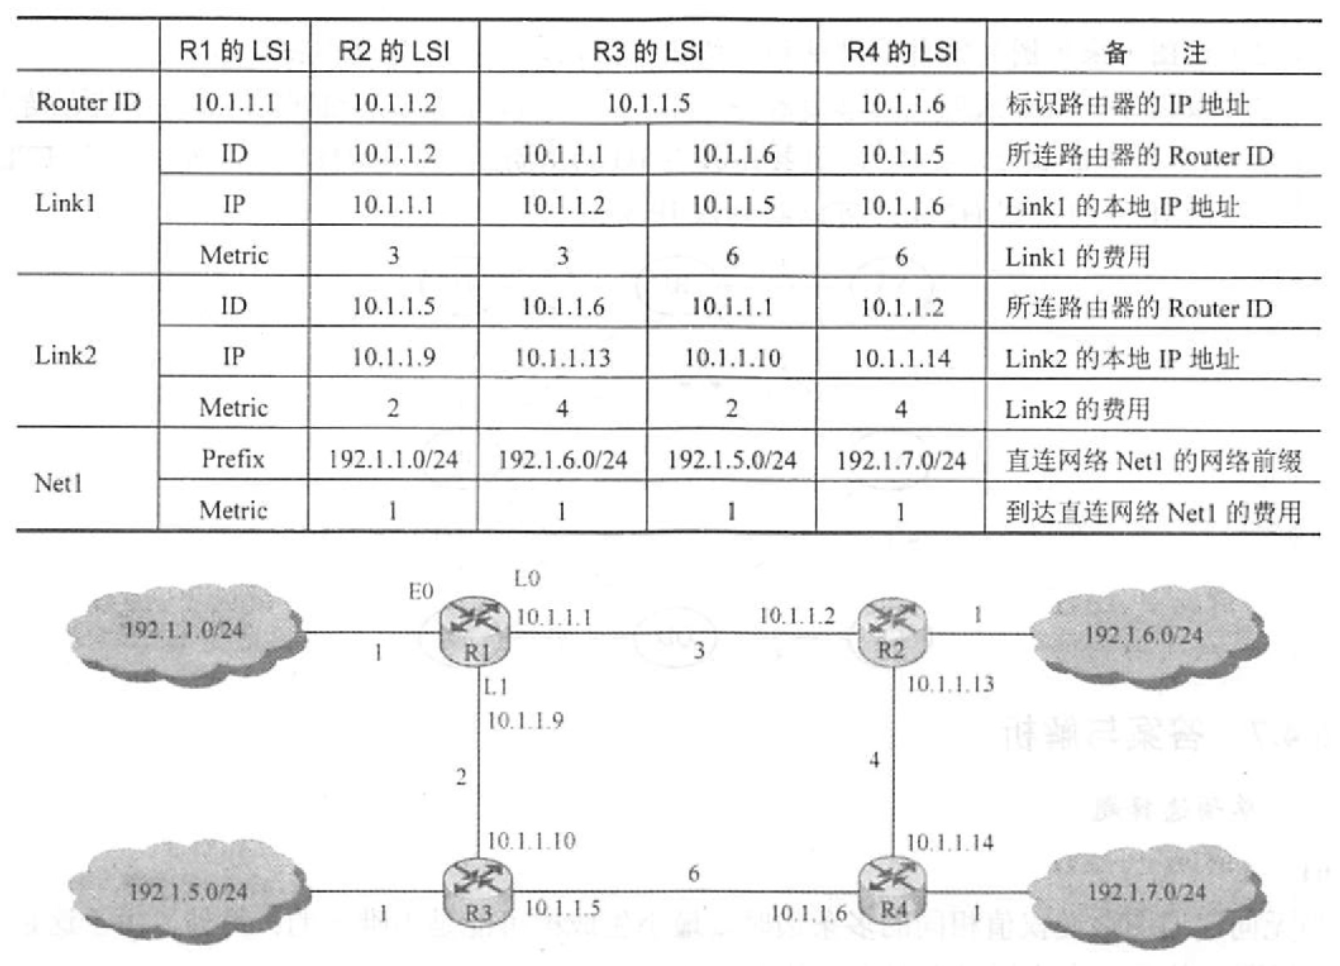 R1 的 LSI R2 的 LSI R3 的 LSI R4 的 LSI 备 注
Router ID 10.1.1.1 10.1.1.2 10.1.1.5 10.1.1.6 标识路由器的 IP 地址
ID 10.1.1.2 10.1.1.1 10.1.1.6 10.1.1.5 所连路由器的 Router ID
Link1 IP 10.1.1.1 10.1.1.2 10.1.1.5 10.1.1.6 Link1 的本地 IP 地址
Metric 3 3 6 6 Link1 的费用
ID 10.1.1.5 10.1.1.6 10.1.1.1 10.1.1.2 所连路由器的 Router ID
Link2 IP 10.1.1.9 10.1.1.13 10.1.1.10 10.1.1.14 Link2 的本地 IP 地址
Metric 2 4 2 4 Link2 的费用
Prefix 192.1.1.0/24 192.1.6.0/24 192.1.5.0/24 192.1.7.0/24 直连网络 Net1 的网络前缀
Net1
Metric 1 1 1 1 到达直连网络 Net1 的费用
E0 L0
10.1.1.1 10.1.1.2 1
192.1.1.0/24 192.1.6.0/24
R1 3 R2
1
L1 10.1.1.13
10.1.1.9
4
2
10.1.1.10 10.1.1.14
6
192.1.5.0/24 192.1.7.0/24
1 R3 10.1.1.5 10.1.1.6 R4 1